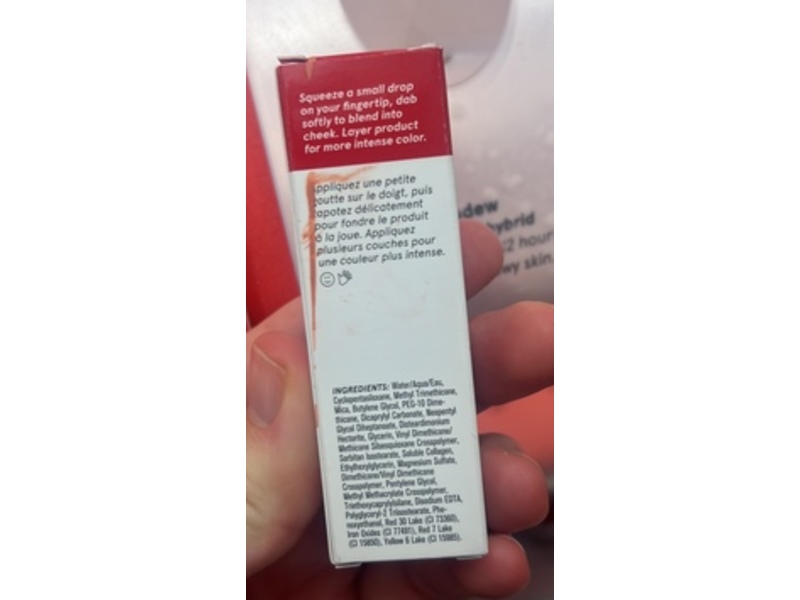 Squeeze a small drop
on your fingertip, dab
softly to blend into
cheek. Layer product
for more intense color.
ppliquez une petite
outte sur le doigt, puis
apotez délicatement
pour fondre le produit
à la joue. Appliquez
plusieurs couches pour
une couleur plus intense.
INGREDIENTS: Water/Aqua/Eau,
Cyclopentasiloxane, Methyl Trimethicone,
Mica, Butylene Glycol, PEG-10 Dime-
thicone, Dicaprylyl Carbonate, Neopentyl
Glycol Diheptanoate, Disteardimonium
Hectorite, Glycerin, Vinyl Dimethicone/
Methicone Silsesquioxane Crosspolymer,
Sorbitan Isostearate, Soluble Collagen,
Ethylhexylglycerin, Magnesium Sulfate,
Dimethicone/Vinyl Dimethicone
Crosspolymer, Pentylene Glycol,
Methyl Methacrylate Crosspolymer,
Triethoxycaprylylsilane, Disodium EDTA,
Polyglyceryl-2 Triisostearate, Phe-
noxyethanol, Red 30 Lake (CI 73360),
Iron Oxides (CI 77491), Red 7 Lake
(CI 15850), Yellow 6 Lake (CI 15985).
dew
hybrid
12 hour
wy skin.